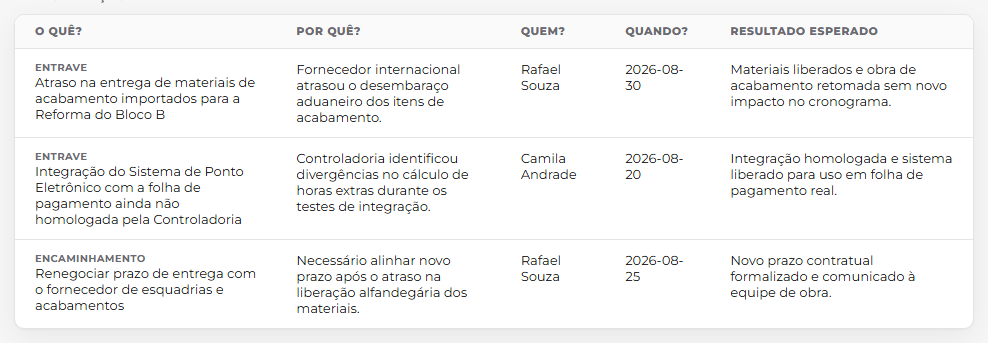 O QUÊ? POR QUÊ? QUEM? QUANDO? RESULTADO ESPERADO
ENTRAVE
Atraso na entrega de materiais de
acabamento importados para a
Reforma do Bloco B
Fornecedor internacional
atrasou o desembaraço
aduaneiro dos itens de
acabamento.
Rafael
Souza
2026-08-
30
Materiais liberados e obra de
acabamento retomada sem novo
impacto no cronograma.
ENTRAVE
Integração do Sistema de Ponto
Eletrônico com a folha de
pagamento ainda não
homologada pela Controladoria
Controladoria identificou
divergências no cálculo de
horas extras durante os
testes de integração.
Camila
Andrade
2026-08-
20
Integração homologada e sistema
liberado para uso em folha de
pagamento real.
ENCAMINHAMENTO
Renegociar prazo de entrega com
o fornecedor de esquadrias e
acabamentos
Necessário alinhar novo
prazo após o atraso na
liberação alfandegária dos
materiais.
Rafael
Souza
2026-08-
25
Novo prazo contratual
formalizado e comunicado à
equipe de obra.